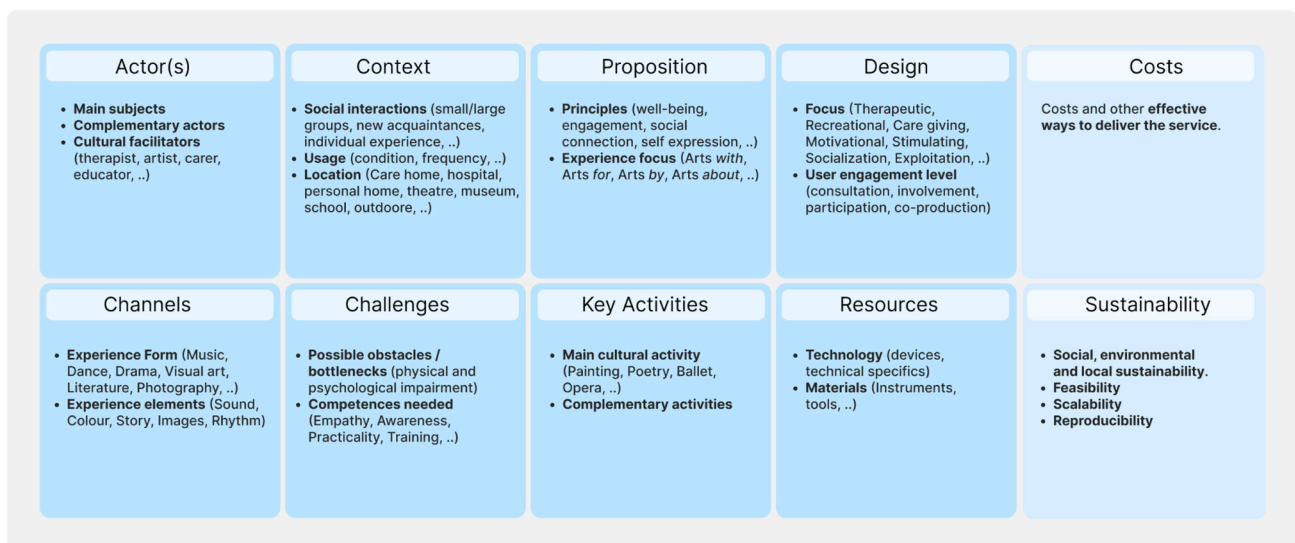 Actor(s)
• Main subjects
• Complementary actors
• Cultural facilitators
(therapist, artist, carer,
educator, ..)
Context
• Social interactions (small/large
groups, new acquaintances,
individual experience, ..)
• Usage (condition, frequency, ..)
• Location (Care home, hospital,
personal home, theatre, museum,
school, outdoore, ..)
Proposition
• Principles (well-being,
engagement, social
connection, self expression, ..)
• Experience focus (Arts with,
Arts for, Arts by, Arts about, ..)
Design
• Focus (Therapeutic,
Recreational, Care giving,
Motivational, Stimulating,
Socialization, Exploitation, ..)
• User engagement level
(consultation, involvement,
participation, co-production)
Costs
Costs and other effective
ways to deliver the service.
Channels
• Experience Form (Music,
Dance, Drama, Visual art,
Literature, Photography, ..)
• Experience elements (Sound,
Colour, Story, Images, Rhythm)
Challenges
• Possible obstacles /
bottlenecks (physical and
psychological impairment)
• Competences needed
(Empathy, Awareness,
Practicality, Training, ..)
Key Activities
• Main cultural activity
(Painting, Poetry, Ballet,
Opera, ..)
• Complementary activities
Resources
• Technology (devices,
technical specifics)
• Materials (Instruments,
tools, ..)
Sustainability
• Social, environmental
and local sustainability.
• Feasibility
• Scalability
• Reproducibility